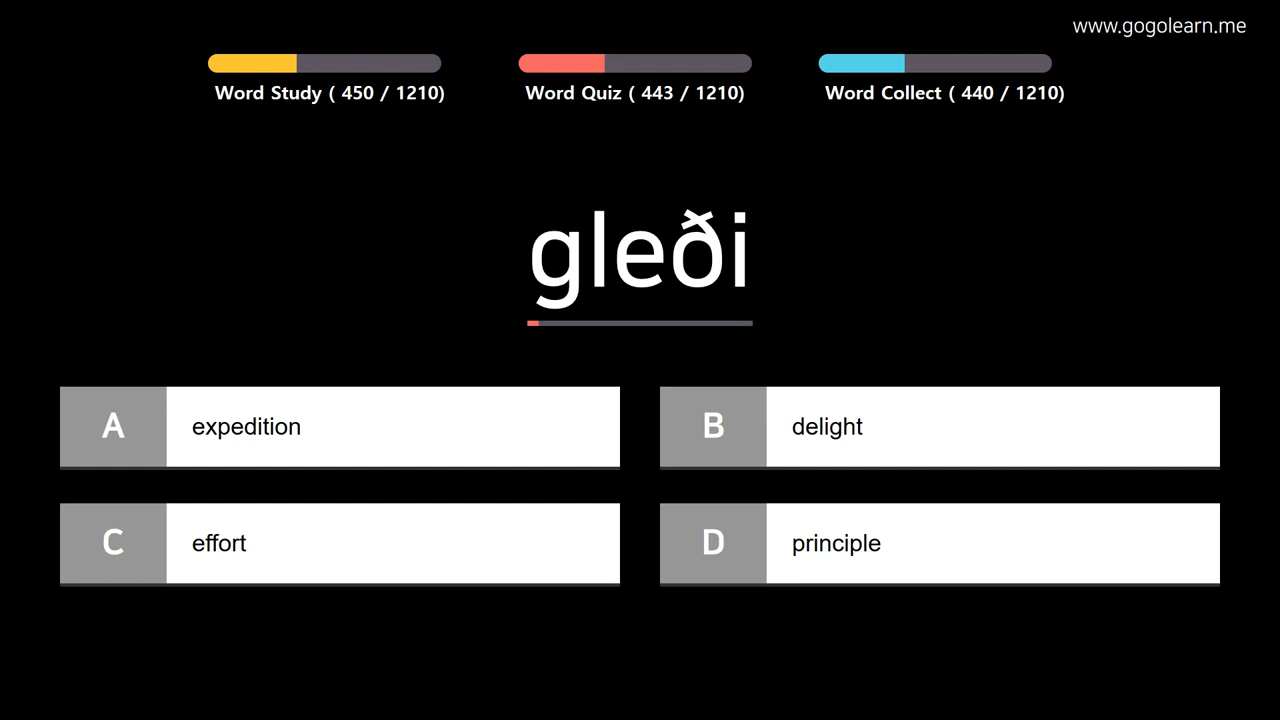 www.gogolearn.me
Word Study ( 450 / 1210)
Word Quiz ( 443 / 1210)
Word Collect ( 440 / 1210)
gleði
A expedition
B delight
C effort
D principle